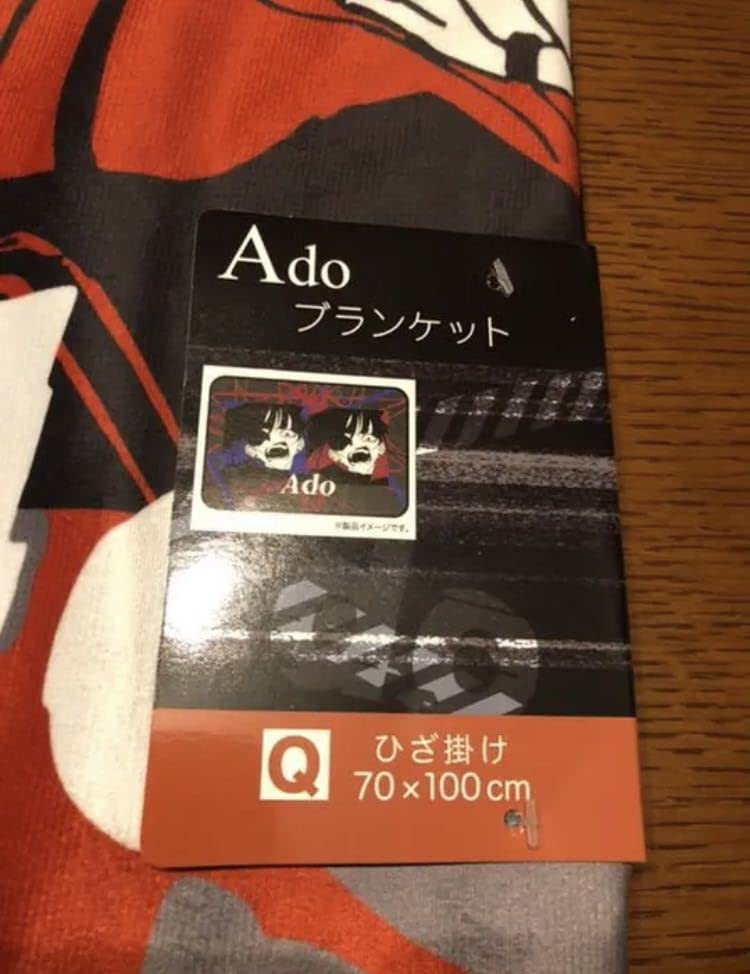 Ado
ブランケット
Ado
※製品イメージです。
Q
ひざ掛け
70×100cm